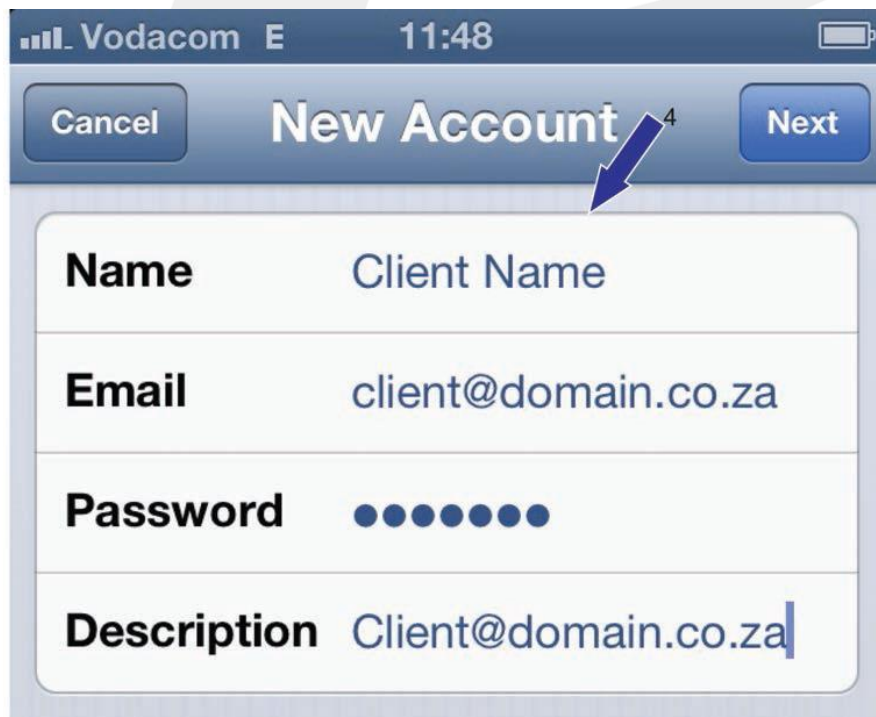 Vodacom E 11:48
Cancel New Account 4 Next
Name Client Name
Email client@domain.co.za
Password ●●●●●●●
Description Client@domain.co.za